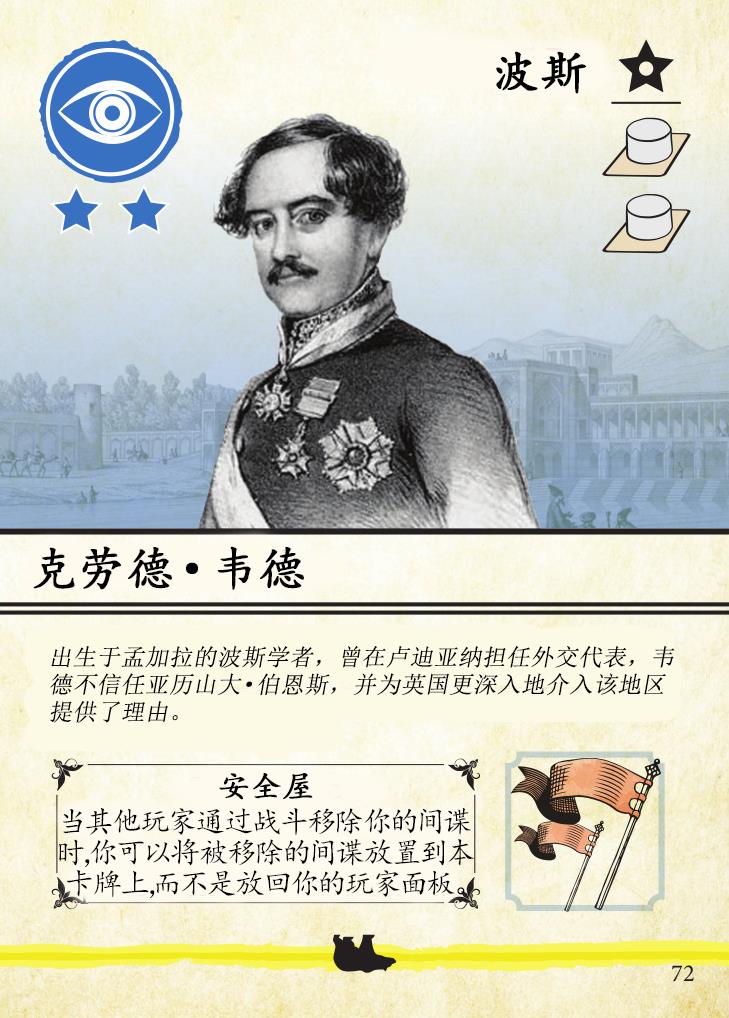 波斯
克劳德•韦德
出生于孟加拉的波斯学者，曾在卢迪亚纳担任外交代表，韦
德不信任亚历山大•伯恩斯，并为英国更深入地介入该地区
提供了理由。
安全屋
当其他玩家通过战斗移除你的间谍
时,你可以将被移除的间谍放置到本
卡牌上,而不是放回你的玩家面板。
72